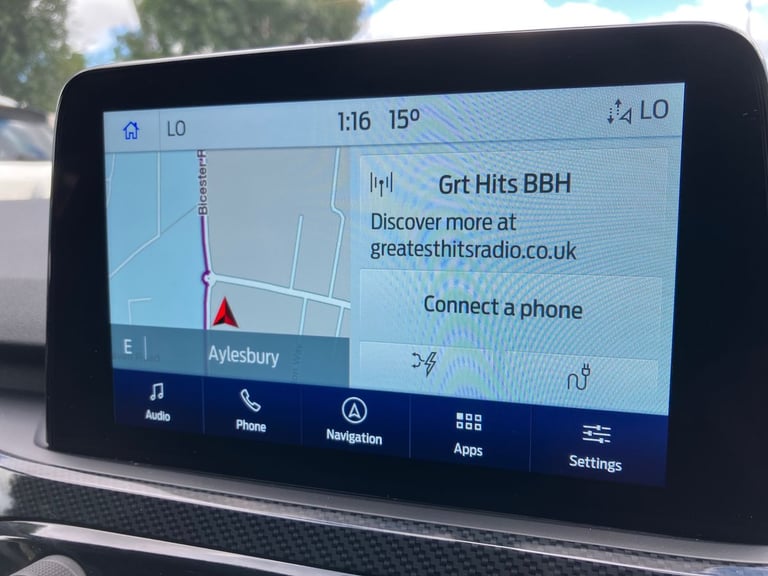 LO
1:16 15º
LO
Bicester R
Grt Hits BBH
Discover more at
greatesthitsradio.co.uk
Connect a phone
E
Aylesbury
Audio
Phone
Navigation
Apps
Settings